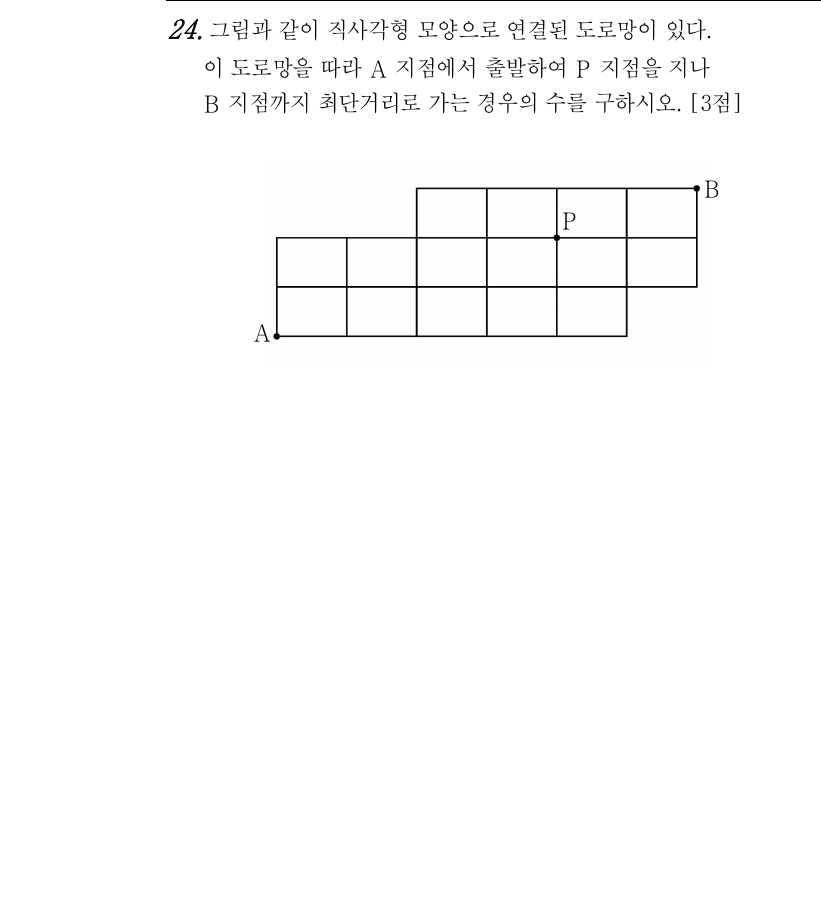 24. 그림과 같이 직사각형 모양으로 연결된 도로망이 있다.
이 도로망을 따라 A 지점에서 출발하여 P 지점을 지나
B 지점까지 최단거리로 가는 경우의 수를 구하시오. [3점]
B
P
A